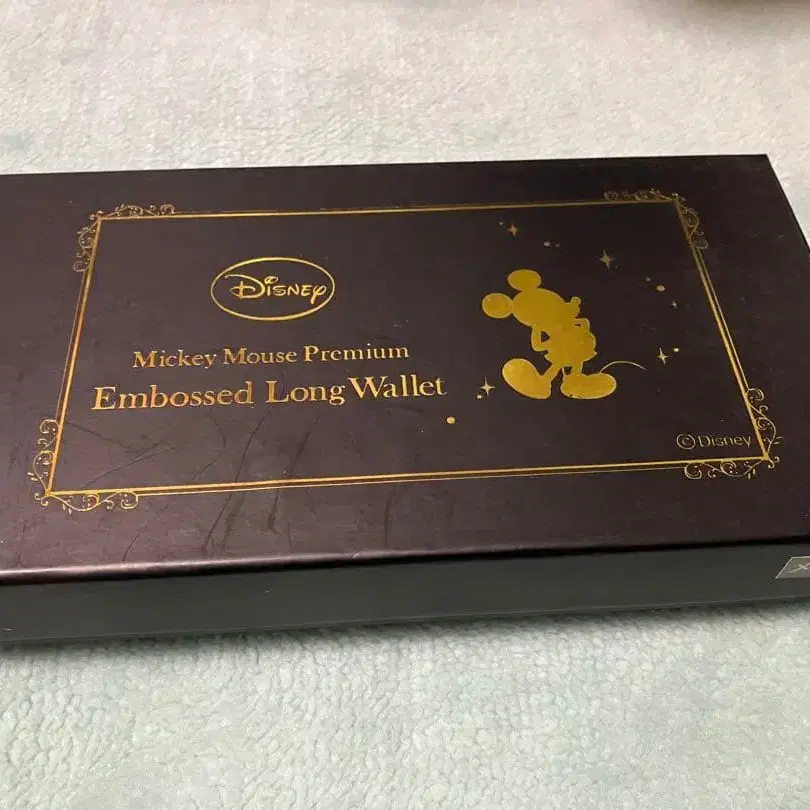 Disney
Mickey Mouse Premium
Embossed Long Wallet
©Disney